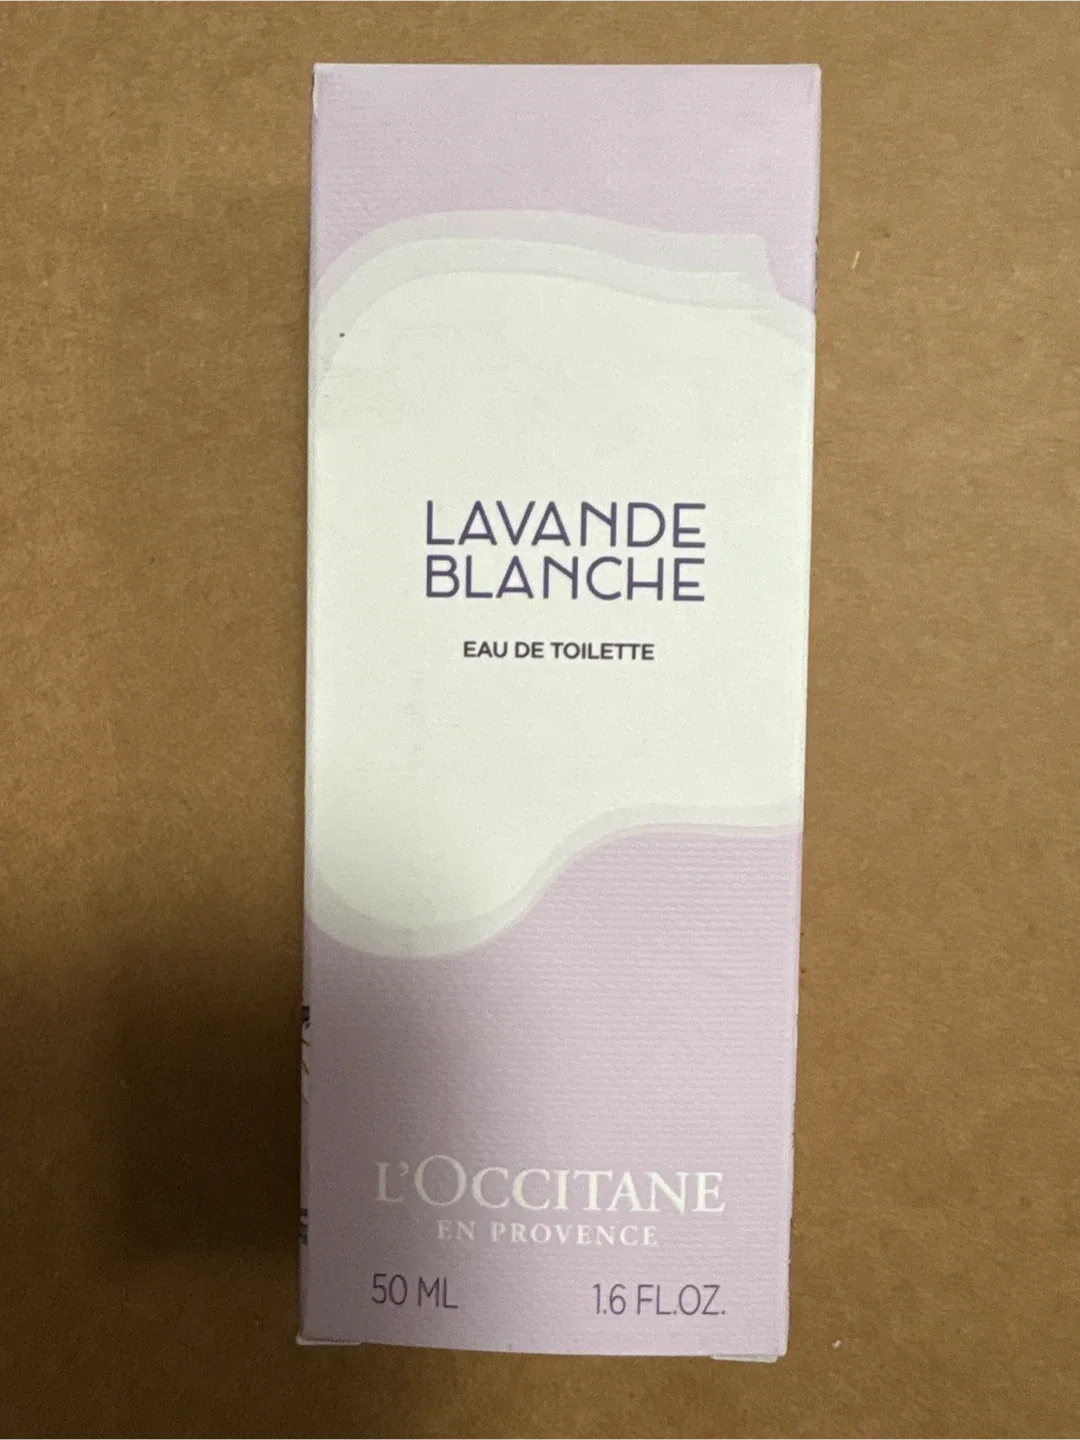 LAVANDE
BLANCHE
EAU DE TOILETTE
L'OCCITANE
EN PROVENCE
50 ML 1.6 FL.OZ.